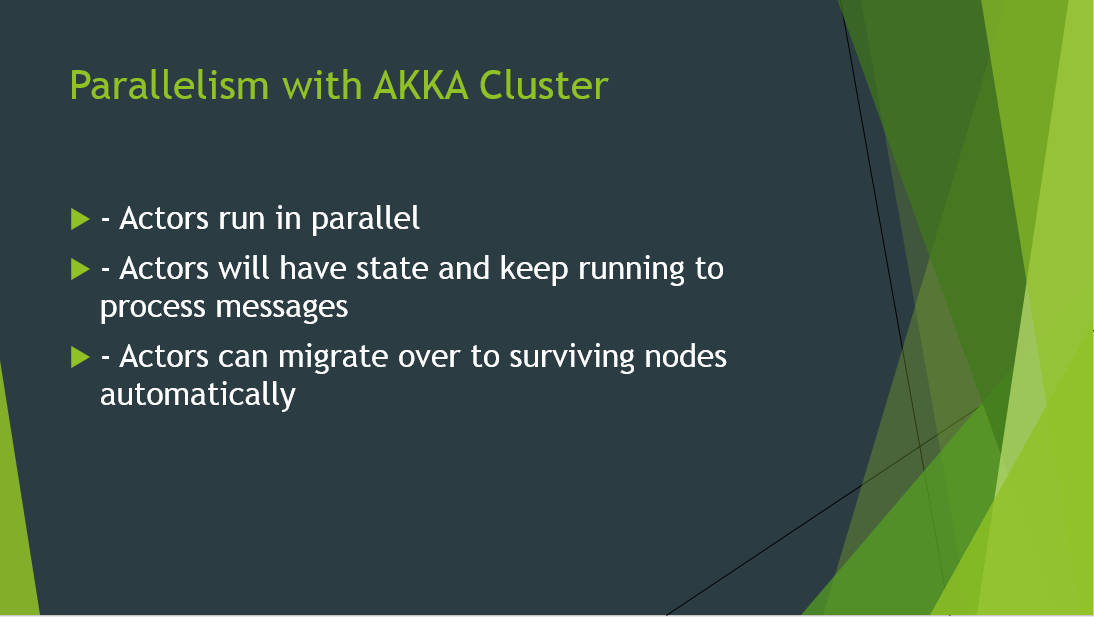 Parallelism with AKKA Cluster
- Actors run in parallel
- Actors will have state and keep running to
process messages
- Actors can migrate over to surviving nodes
automatically